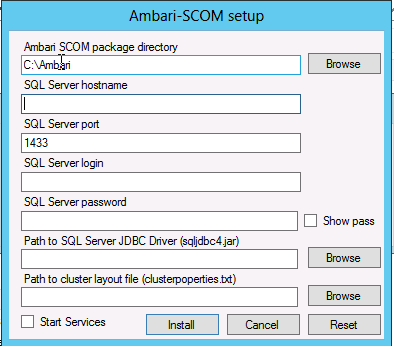 Ambari-SCOM setup
Ambari SCOM package directory
C:\Ambari
Browse
SQL Server hostname
SQL Server port
1433
SQL Server login
SQL Server password
Show pass
Path to SQL Server JDBC Driver (sqljdbc4.jar)
Browse
Path to cluster layout file (clusterpoperties.txt)
Browse
Start Services
Install
Cancel
Reset